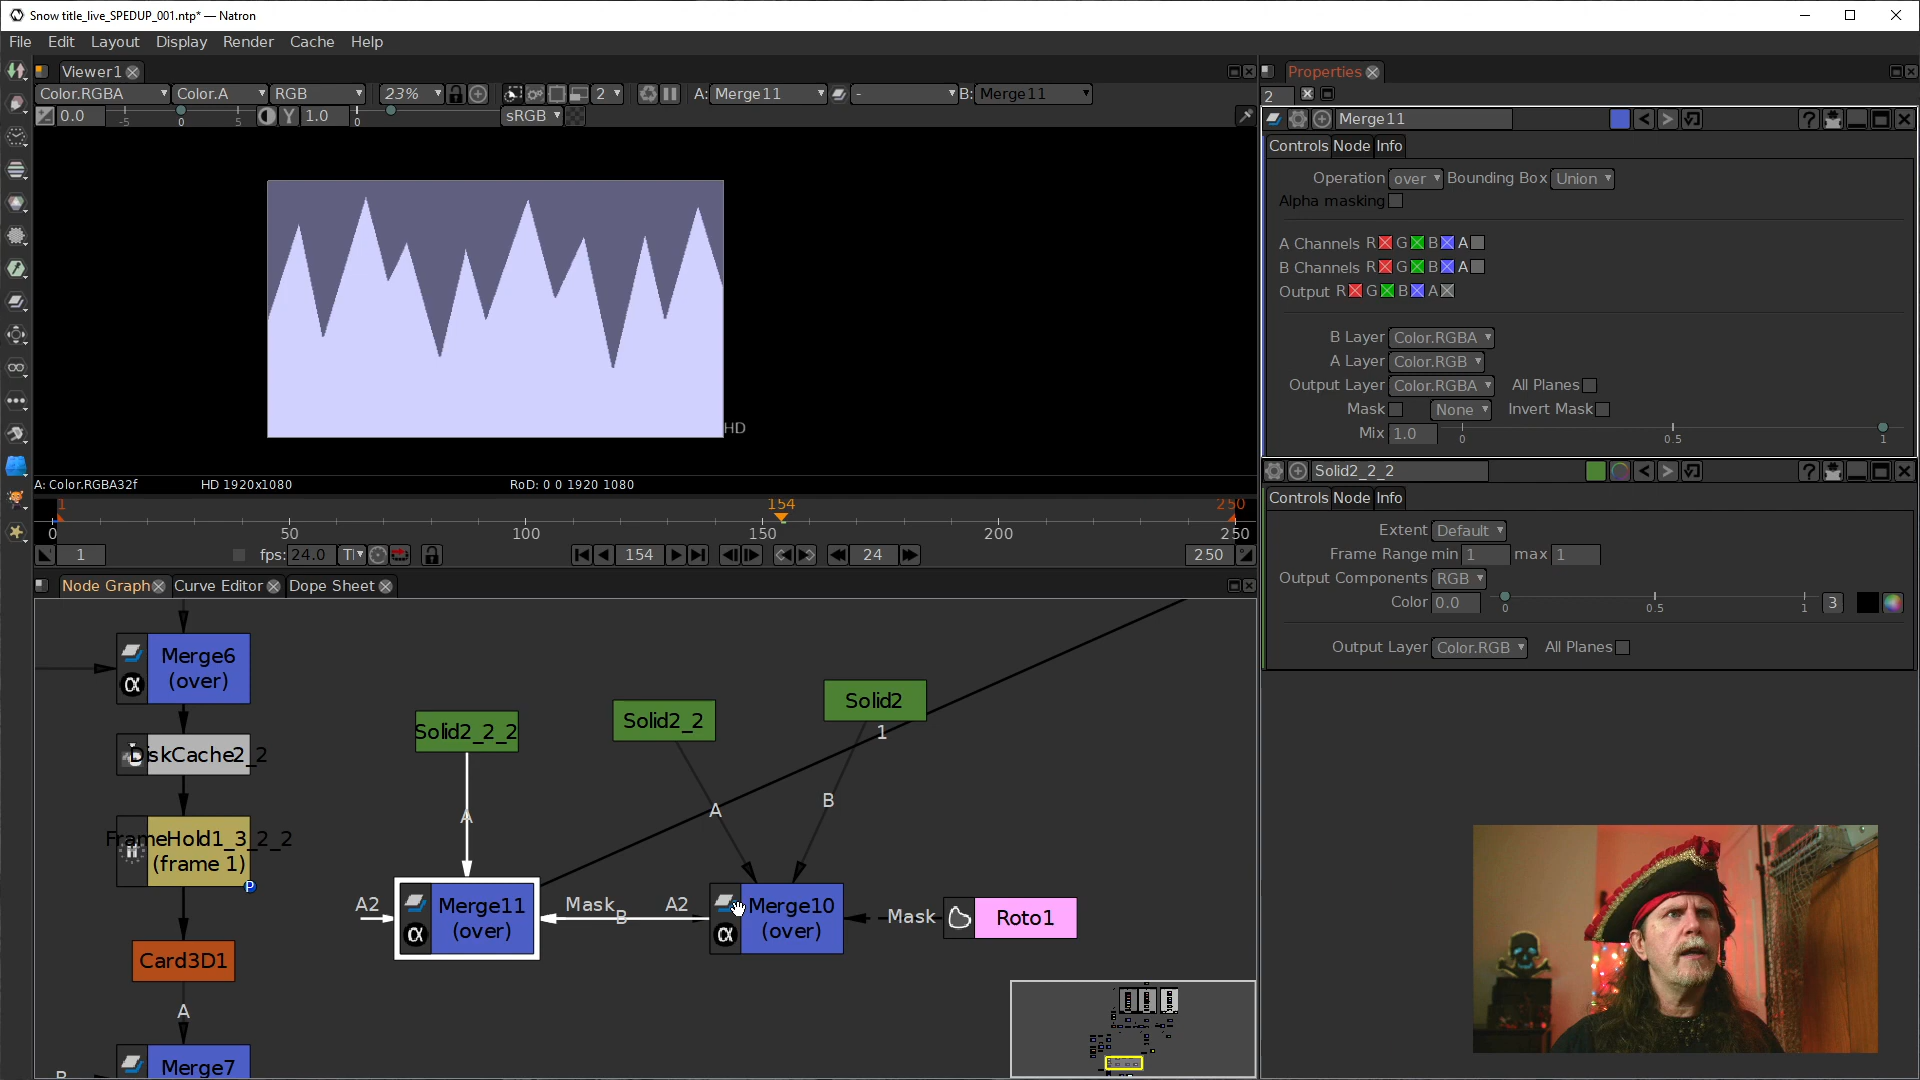 Snow title_live_SPEDUP_001.ntp* — Natron
File Edit Layout Display Render Cache Help
Viewer1
Color.RGBA Color.A RGB 23% 2 A: Merge11 - B: Merge11
0.0 -5 0 5 Y 1.0 0 sRGB
HD
A: Color.RGBA32f HD 1920x1080 RoD: 0 0 1920 1080
1 154 250
0 50 100 150 200 250
1 fps: 24.0 154 24 250
Node Graph Curve Editor Dope Sheet
Merge6
(over)
α
DiskCache2_2
FrameHold1_3_2_2
(frame 1)
P
Card3D1
A
Merge7
B
Solid2_2_2
Solid2_2
Solid2
1
A
A
B
A2
Merge11
(over)
α
Mask
B
A2
Merge10
(over)
α
Mask
Roto1
Properties
2
Merge11
?
Controls Node Info
Operation over Bounding Box Union
Alpha masking
A Channels R G B A
B Channels R G B A
Output R G B A
B Layer Color.RGBA
A Layer Color.RGB
Output Layer Color.RGBA All Planes
Mask None Invert Mask
Mix 1.0 0 0.5 1
Solid2_2_2
?
Controls Node Info
Extent Default
Frame Range min 1 max 1
Output Components RGB
Color 0.0 0 0.5 1 3
Output Layer Color.RGB All Planes